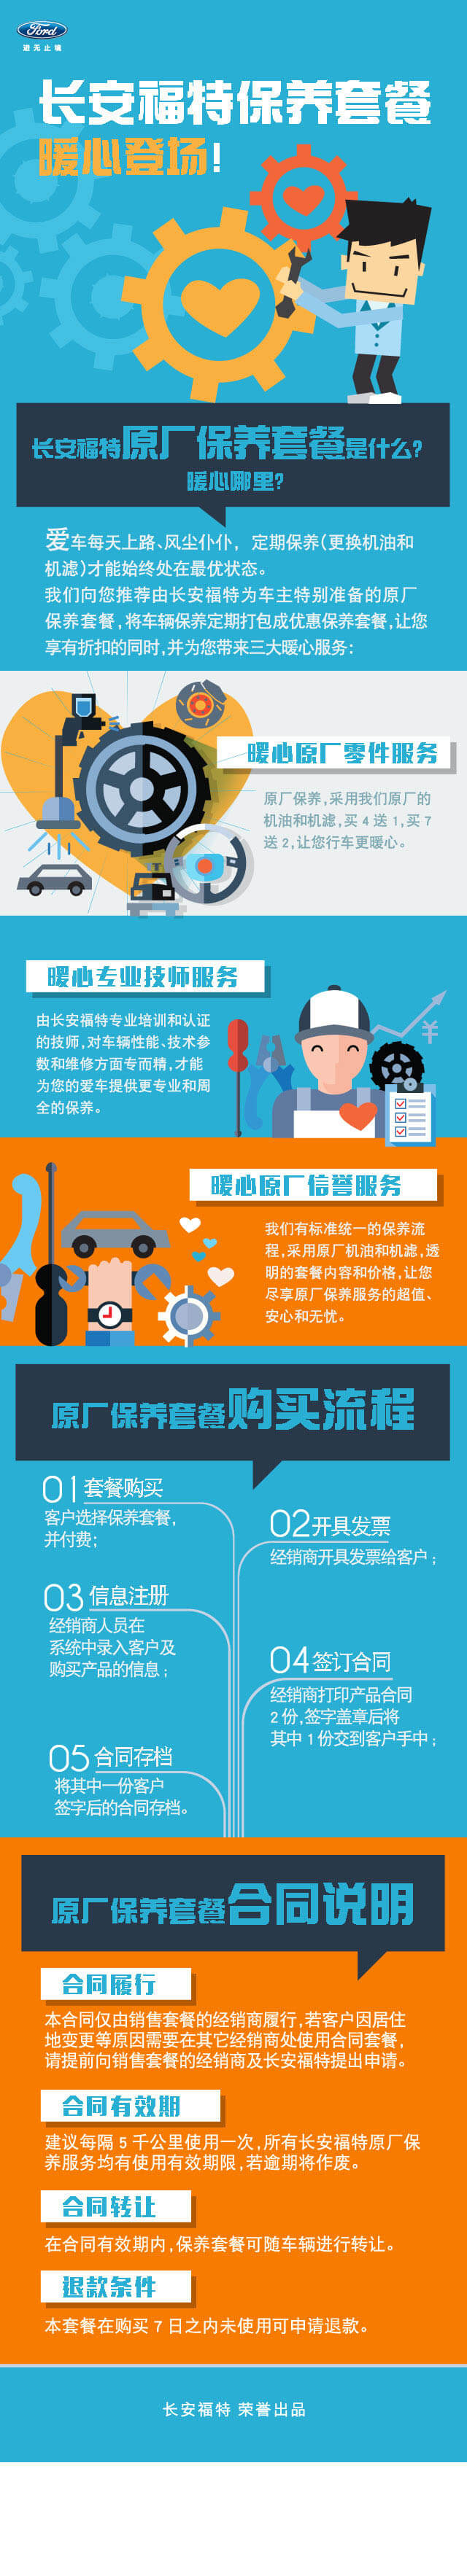 Ford
进无止境
长安福特保养套餐
暖心登场!
长安福特原厂保养套餐是什么?
暖心哪里?
爱车每天上路、风尘仆仆，定期保养(更换机油和
机滤)才能始终处在最优状态。
我们向您推荐由长安福特为车主特别准备的原厂
保养套餐,将车辆保养定期打包成优惠保养套餐,让您
享有折扣的同时,并为您带来三大暖心服务:
暖心原厂零件服务
原厂保养,采用我们原厂的
机油和机滤,买 4 送 1,买 7
送 2,让您行车更暖心。
暖心专业技师服务
由长安福特专业培训和认证
的技师,对车辆性能、技术参
数和维修方面专而精,才能
为您的爱车提供更专业和周
全的保养。
¥
暖心原厂信誉服务
我们有标准统一的保养流
程,采用原厂机油和机滤,透
明的套餐内容和价格,让您
尽享原厂保养服务的超值、
安心和无忧。
原厂保养套餐购买流程
01 套餐购买
客户选择保养套餐,
并付费;
02 开具发票
经销商开具发票给客户;
03 信息注册
经销商人员在
系统中录入客户及
购买产品的信息;
04 签订合同
经销商打印产品合同
2 份,签字盖章后将
其中 1 份交到客户手中;
05 合同存档
将其中一份客户
签字后的合同存档。
原厂保养套餐合同说明
合同履行
本合同仅由销售套餐的经销商履行,若客户因居住
地变更等原因需要在其它经销商处使用合同套餐,
请提前向销售套餐的经销商及长安福特提出申请。
合同有效期
建议每隔 5 千公里使用一次,所有长安福特原厂保
养服务均有使用有效期限,若逾期将作废。
合同转让
在合同有效期内,保养套餐可随车辆进行转让。
退款条件
本套餐在购买 7 日之内未使用可申请退款。
长安福特 荣誉出品